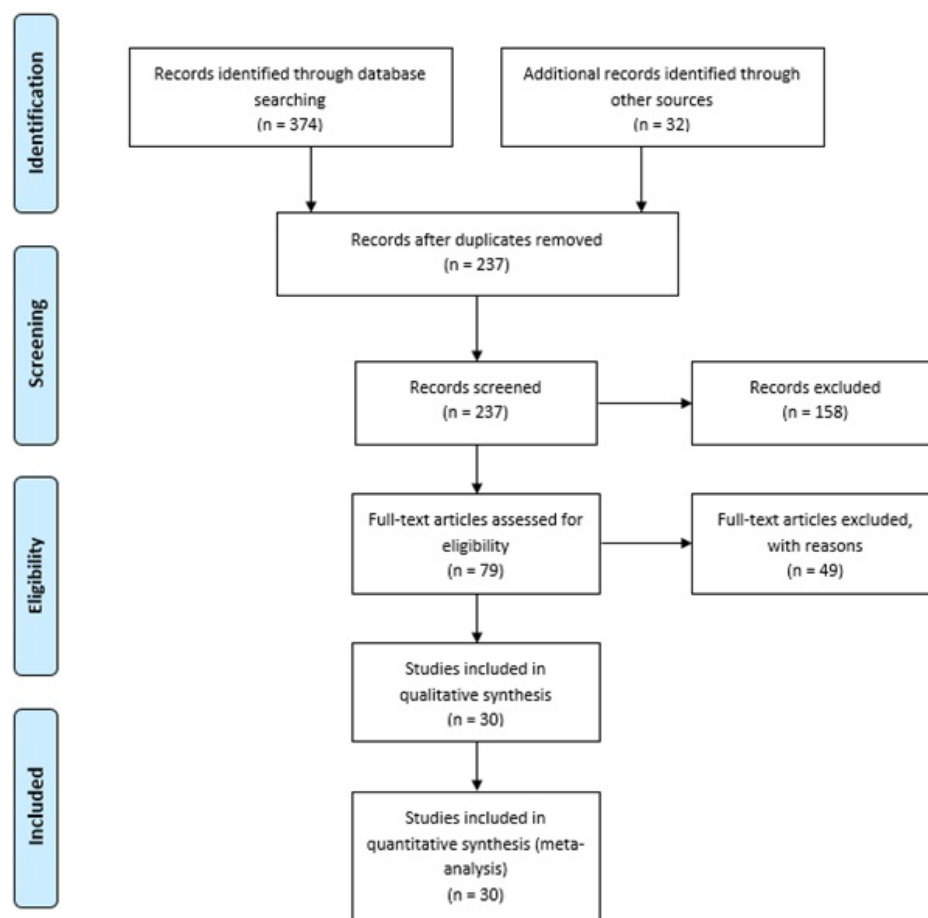 Identification
Records identified through database
searching
(n = 374)
Additional records identified through
other sources
(n = 32)
Records after duplicates removed
(n = 237)
Screening
Records screened
(n = 237)
Records excluded
(n = 158)
Eligibility
Full-text articles assessed for
eligibility
(n = 79)
Full-text articles excluded,
with reasons
(n = 49)
Studies included in
qualitative synthesis
(n = 30)
Included
Studies included in
quantitative synthesis (meta-
analysis)
(n = 30)